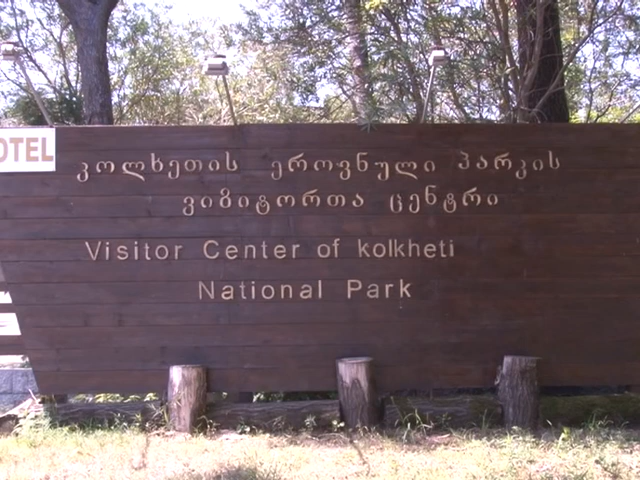 OTEL
კოლხეთის ეროვნული პარკის
ვიზიტორთა ცენტრი
Visitor Center of kolkheti
National Park